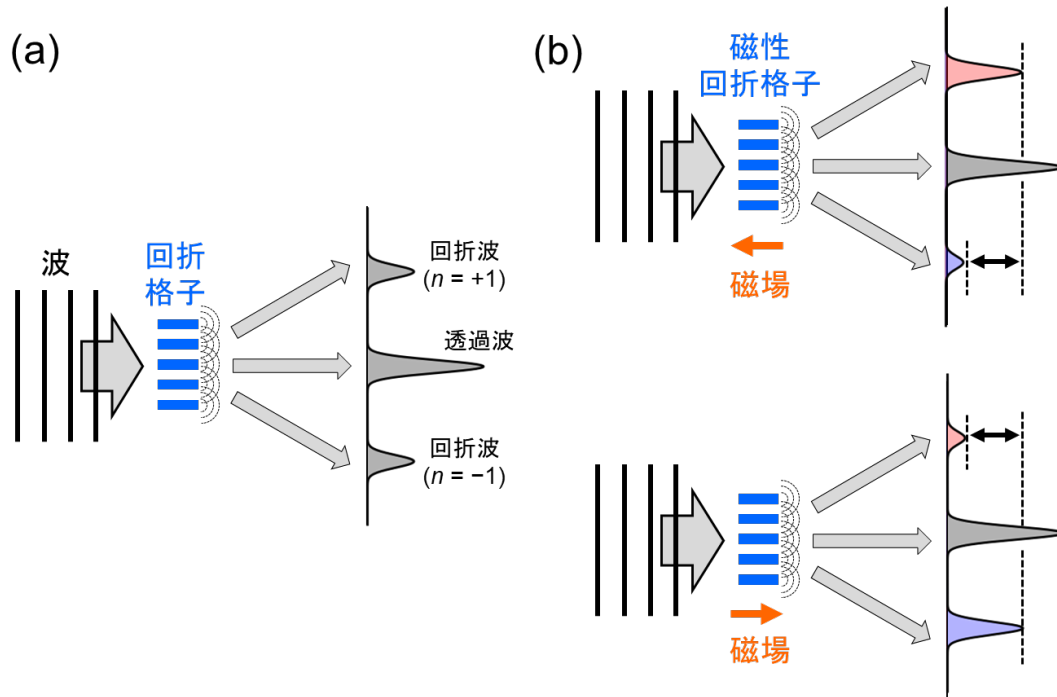 (a)
波
回折
格子
回折波
(n = +1)
透過波
回折波
(n = −1)
(b)
磁性
回折格子
磁場
磁場